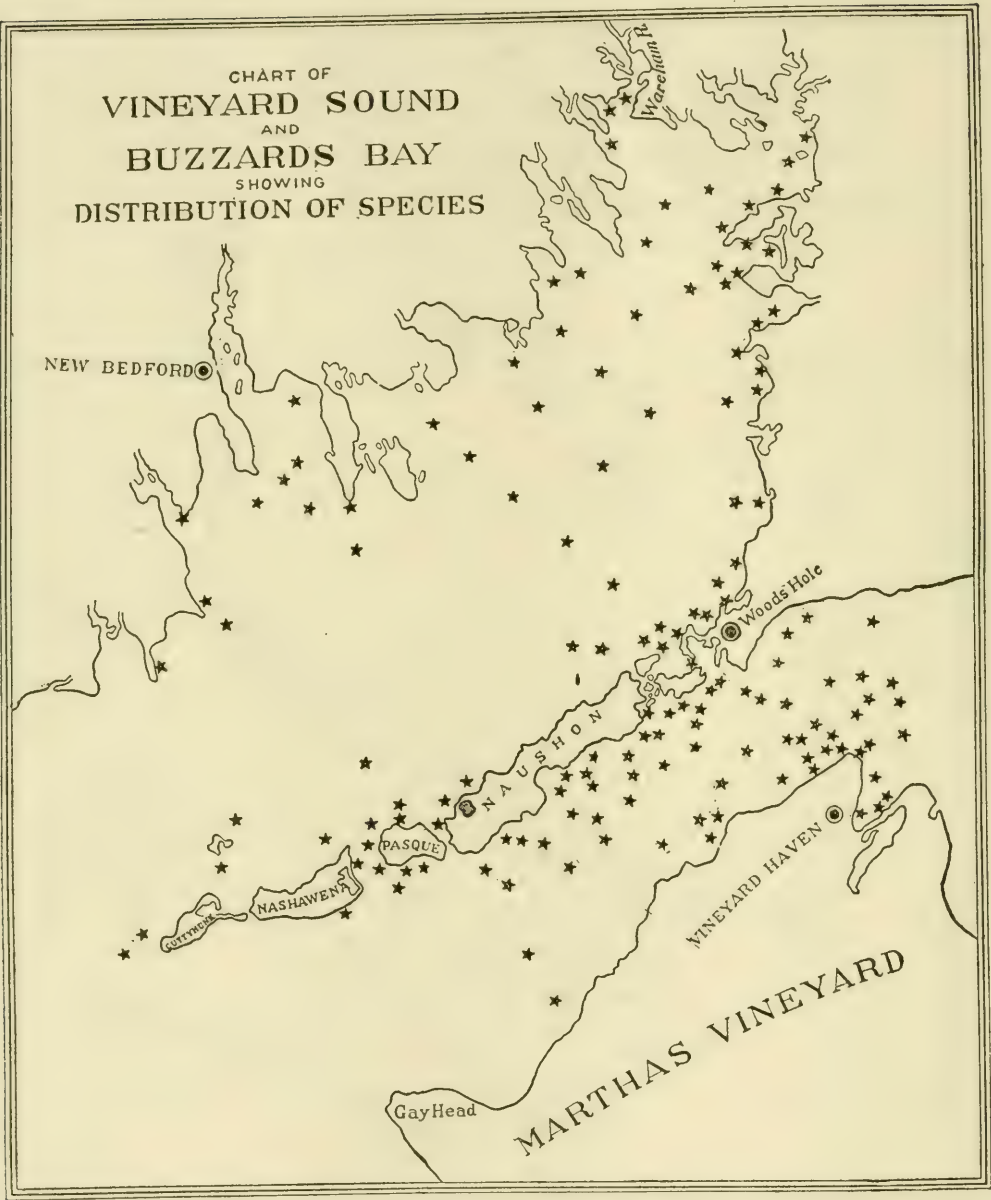 CHART OF
VINEYARD SOUND
AND
BUZZARDS BAY
SHOWING
DISTRIBUTION OF SPECIES
Wareham R.
NEW BEDFORD
Woods Hole
NAUSHON
PASQUE
NASHAWENA
CUTTYHUNK
VINEYARD HAVEN
MARTHAS VINEYARD
Gay Head